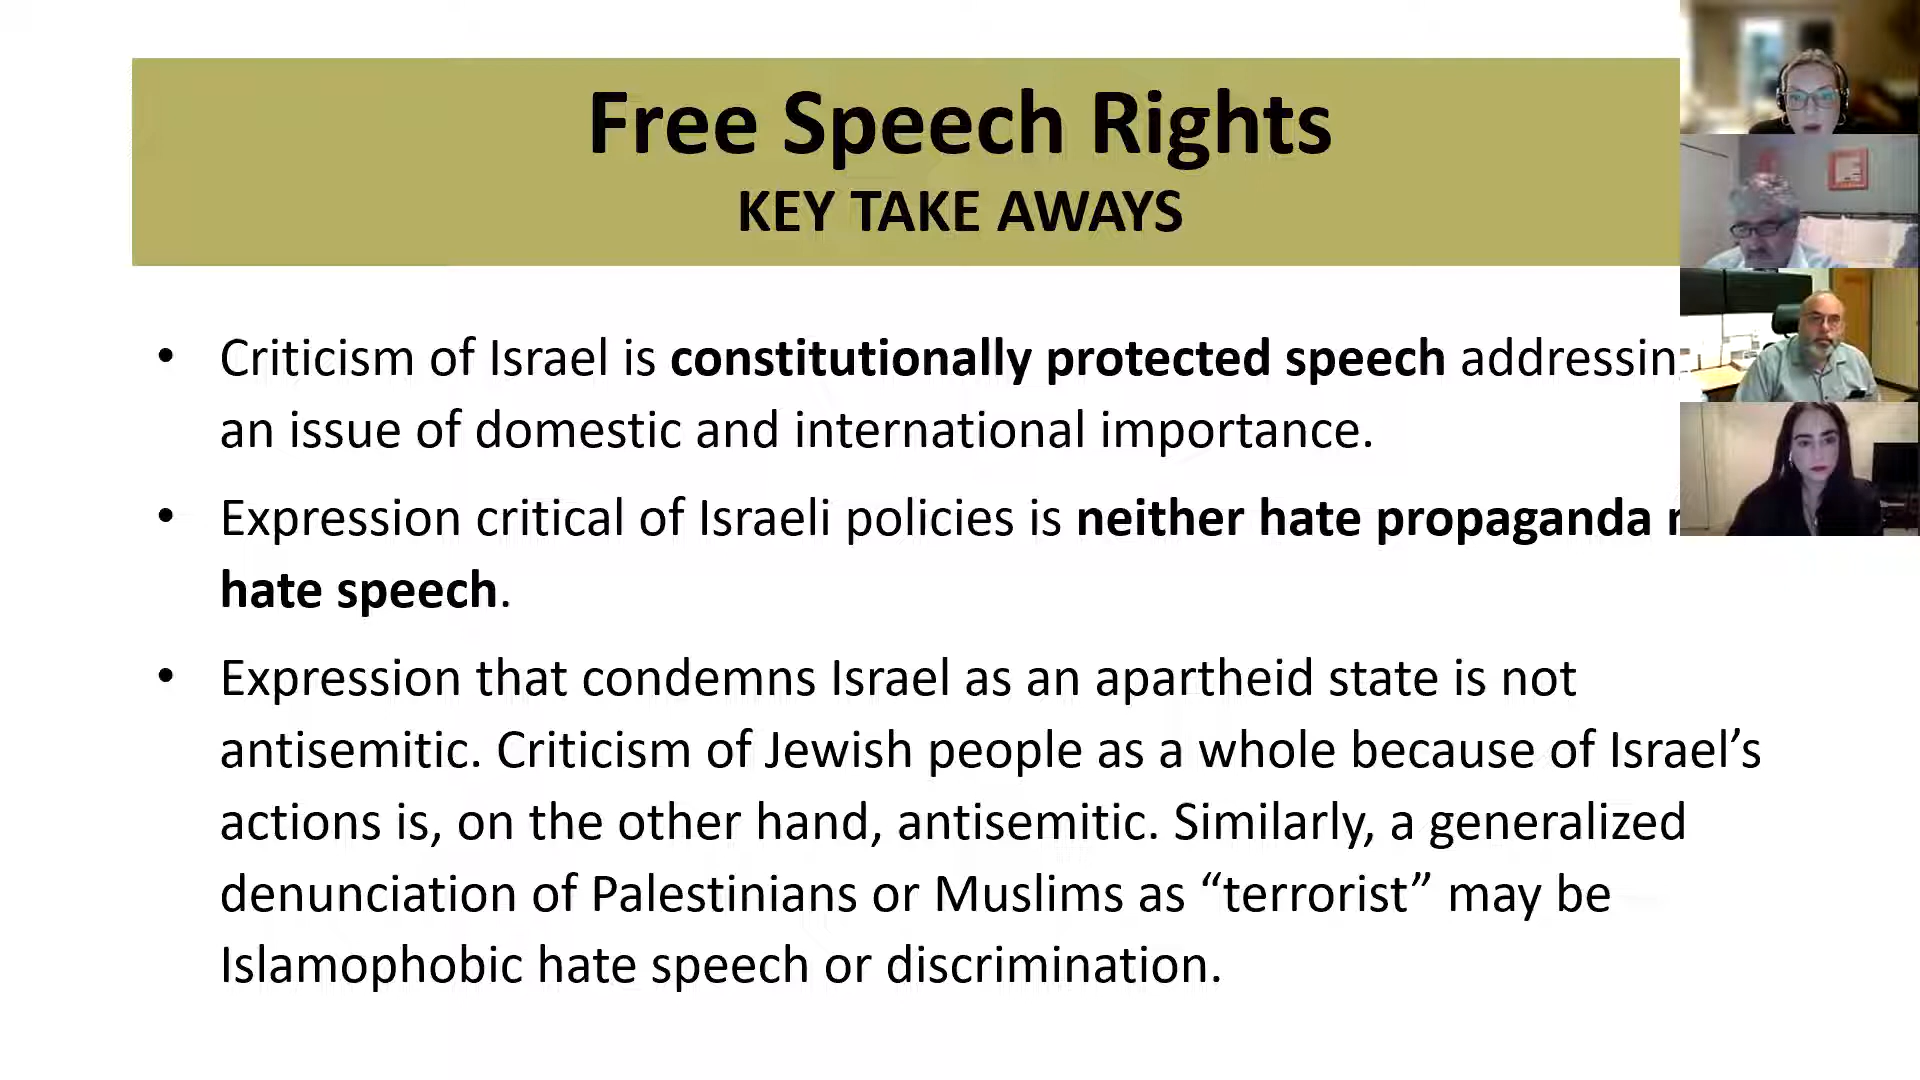 Free Speech Rights
KEY TAKE AWAYS
• Criticism of Israel is constitutionally protected speech
an issue of domestic and international importance.
• Expression critical of Israeli policies is neither hate propaganda
hate speech.
• Expression that condemns Israel as an apartheid state is not
antisemitic. Criticism of Jewish people as a whole because of Israel’s
actions is, on the other hand, antisemitic. Similarly, a generalized
denunciation of Palestinians or Muslims as “terrorist” may be
Islamophobic hate speech or discrimination.